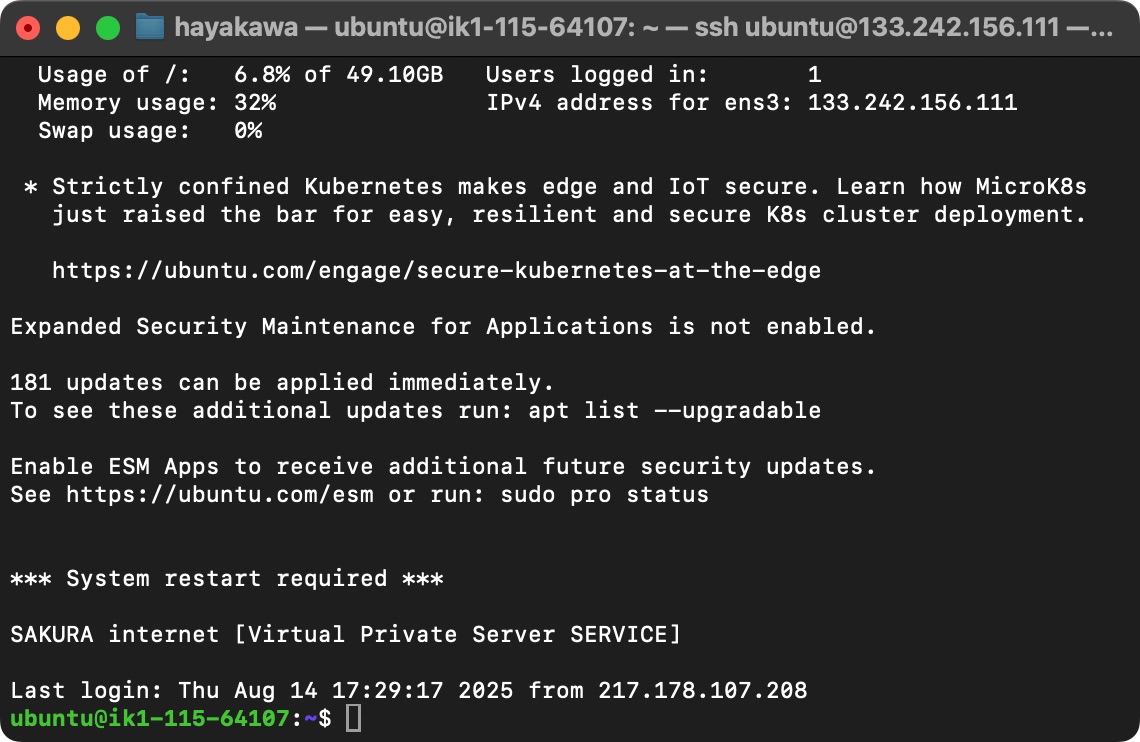 hayakawa — ubuntu@ik1-115-64107: ~ — ssh ubuntu@133.242.156.111 —...
Usage of /:   6.8% of 49.10GB   Users logged in:       1
Memory usage: 32%               IPv4 address for ens3: 133.242.156.111
Swap usage:   0%
* Strictly confined Kubernetes makes edge and IoT secure. Learn how MicroK8s
just raised the bar for easy, resilient and secure K8s cluster deployment.
https://ubuntu.com/engage/secure-kubernetes-at-the-edge
Expanded Security Maintenance for Applications is not enabled.
181 updates can be applied immediately.
To see these additional updates run: apt list --upgradable
Enable ESM Apps to receive additional future security updates.
See https://ubuntu.com/esm or run: sudo pro status
*** System restart required ***
SAKURA internet [Virtual Private Server SERVICE]
Last login: Thu Aug 14 17:29:17 2025 from 217.178.107.208
ubuntu@ik1-115-64107:~$